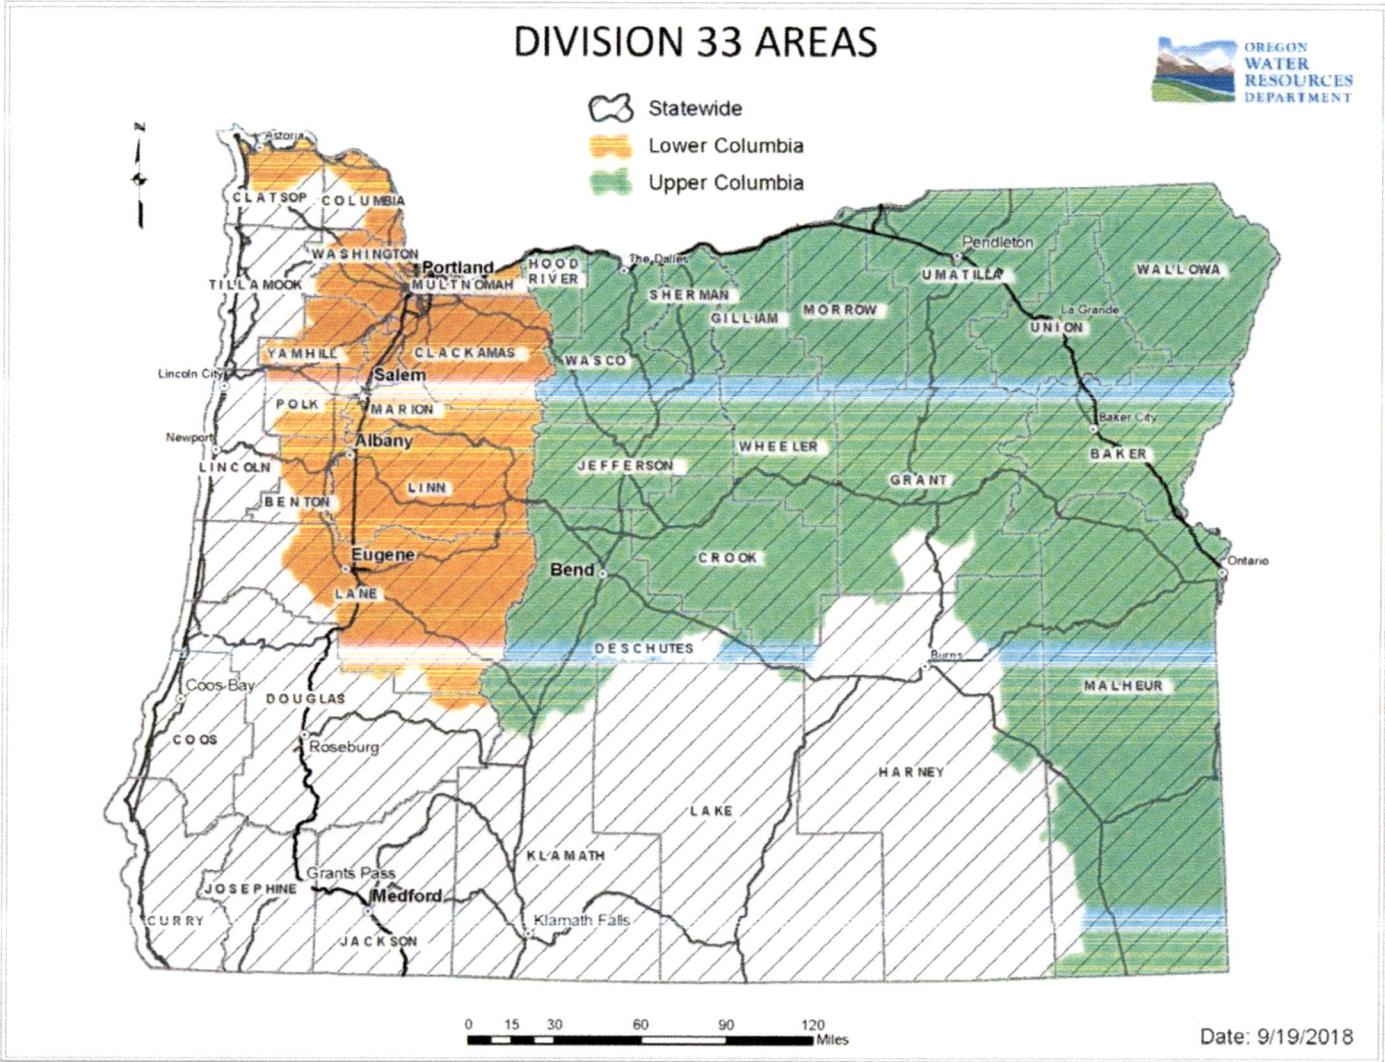 DIVISION 33 AREAS
OREGON
WATER
RESOURCES
DEPARTMENT
Statewide
Lower Columbia
Upper Columbia
N
Astoria
CLATSOP
COLUMBIA
WASHINGTON
Portland
MULTNOMAH
HOOD
RIVER
The Dalles
Pendleton
UMATILLA
WALLOWA
TILLAMOOK
SHERMAN
GILLIAM
MORROW
La Grande
UNION
YAMHILL
CLACKAMAS
WASCO
Lincoln City
Salem
POLK
MARION
Baker City
Newport
Albany
WHEELER
BAKER
LINCOLN
JEFFERSON
GRANT
BENTON
LINN
Eugene
Bend
CROOK
Ontario
LANE
DESCHUTES
Burns
Coos Bay
DOUGLAS
MALHEUR
COOS
Roseburg
HARNEY
LAKE
KLAMATH
Grants Pass
JOSEPHINE
Medford
CURRY
Klamath Falls
JACKSON
0 15 30 60 90 120
Miles
Date: 9/19/2018